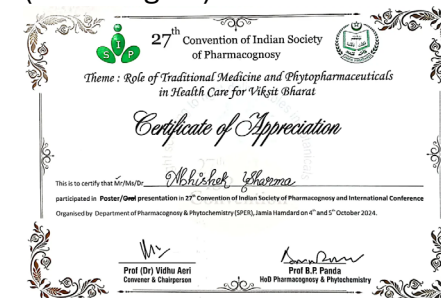 27th Convention of Indian Society
of Pharmacognosy
I
S P
Theme : Role of Traditional Medicine and Phytopharmaceuticals
in Health Care for Viksit Bharat
Certificate of Appreciation
This is to certify that Mr/Ms/Dr Abhishek Sharma
participated in Poster/Oral presentation in 27th Convention of Indian Society of Pharmacognosy and International Conference
Organised by Department of Pharmacognosy & Phytochemistry (SPER), Jamia Hamdard on 4th and 5th October 2024.
Prof (Dr) Vidhu Aeri
Convener & Chairperson
Prof B.P. Panda
HoD Pharmacognosy & Phytochemistry